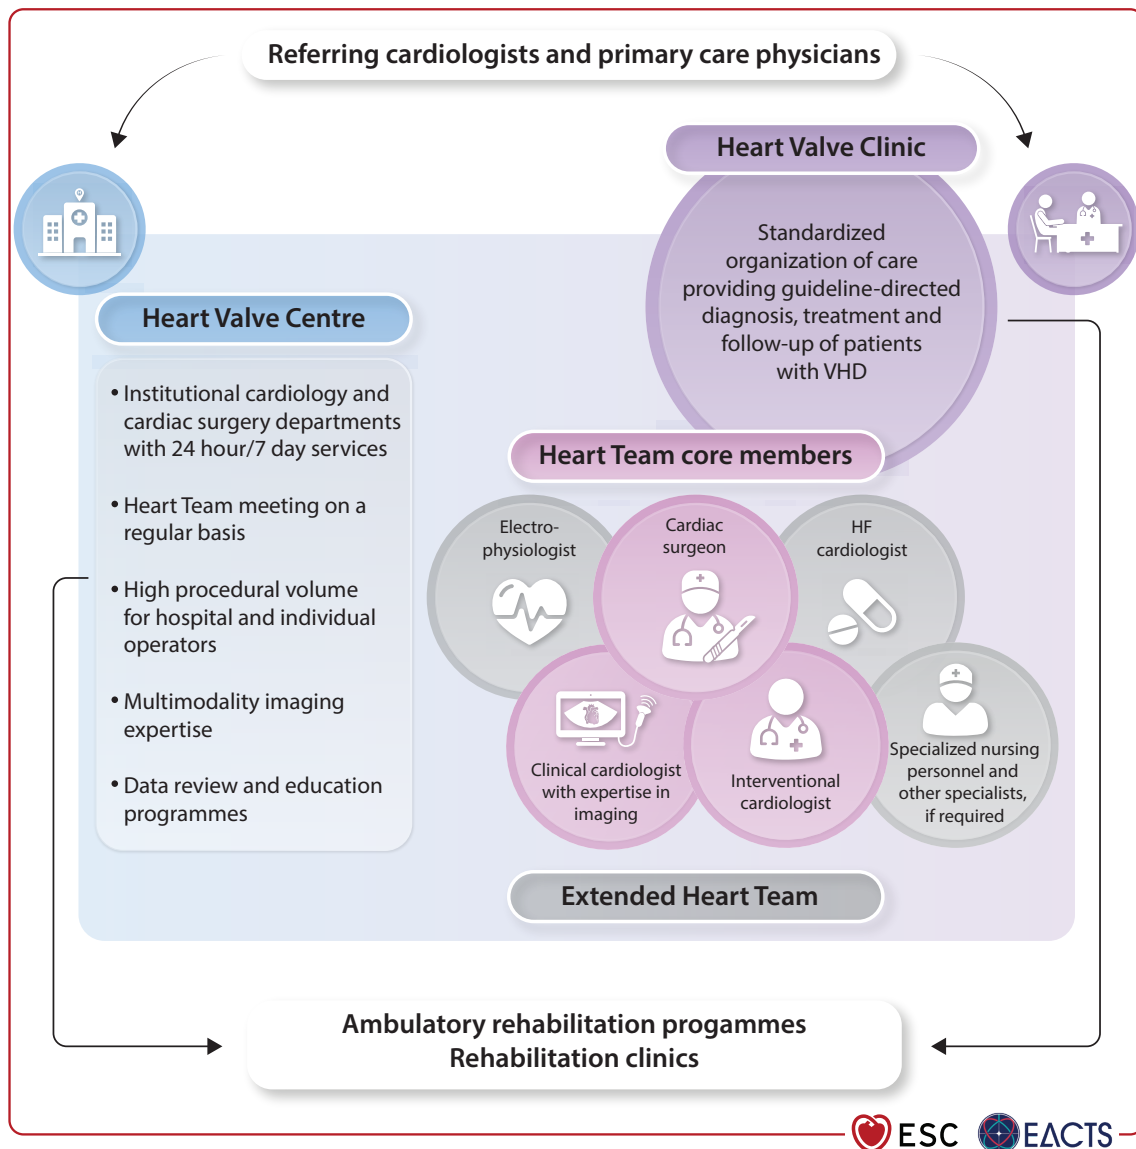 Referring cardiologists and primary care physicians
Heart Valve Clinic
Standardized
organization of care
providing guideline-directed
diagnosis, treatment and
follow-up of patients
with VHD
Heart Valve Centre
• Institutional cardiology and
cardiac surgery departments
with 24 hour/7 day services
• Heart Team meeting on a
regular basis
• High procedural volume
for hospital and individual
operators
• Multimodality imaging
expertise
• Data review and education
programmes
Heart Team core members
Electro-
physiologist
Cardiac
surgeon
HF
cardiologist
Clinical cardiologist
with expertise in
imaging
Interventional
cardiologist
Specialized nursing
personnel and
other specialists,
if required
Extended Heart Team
Ambulatory rehabilitation progammes
Rehabilitation clinics
ESC
EACTS